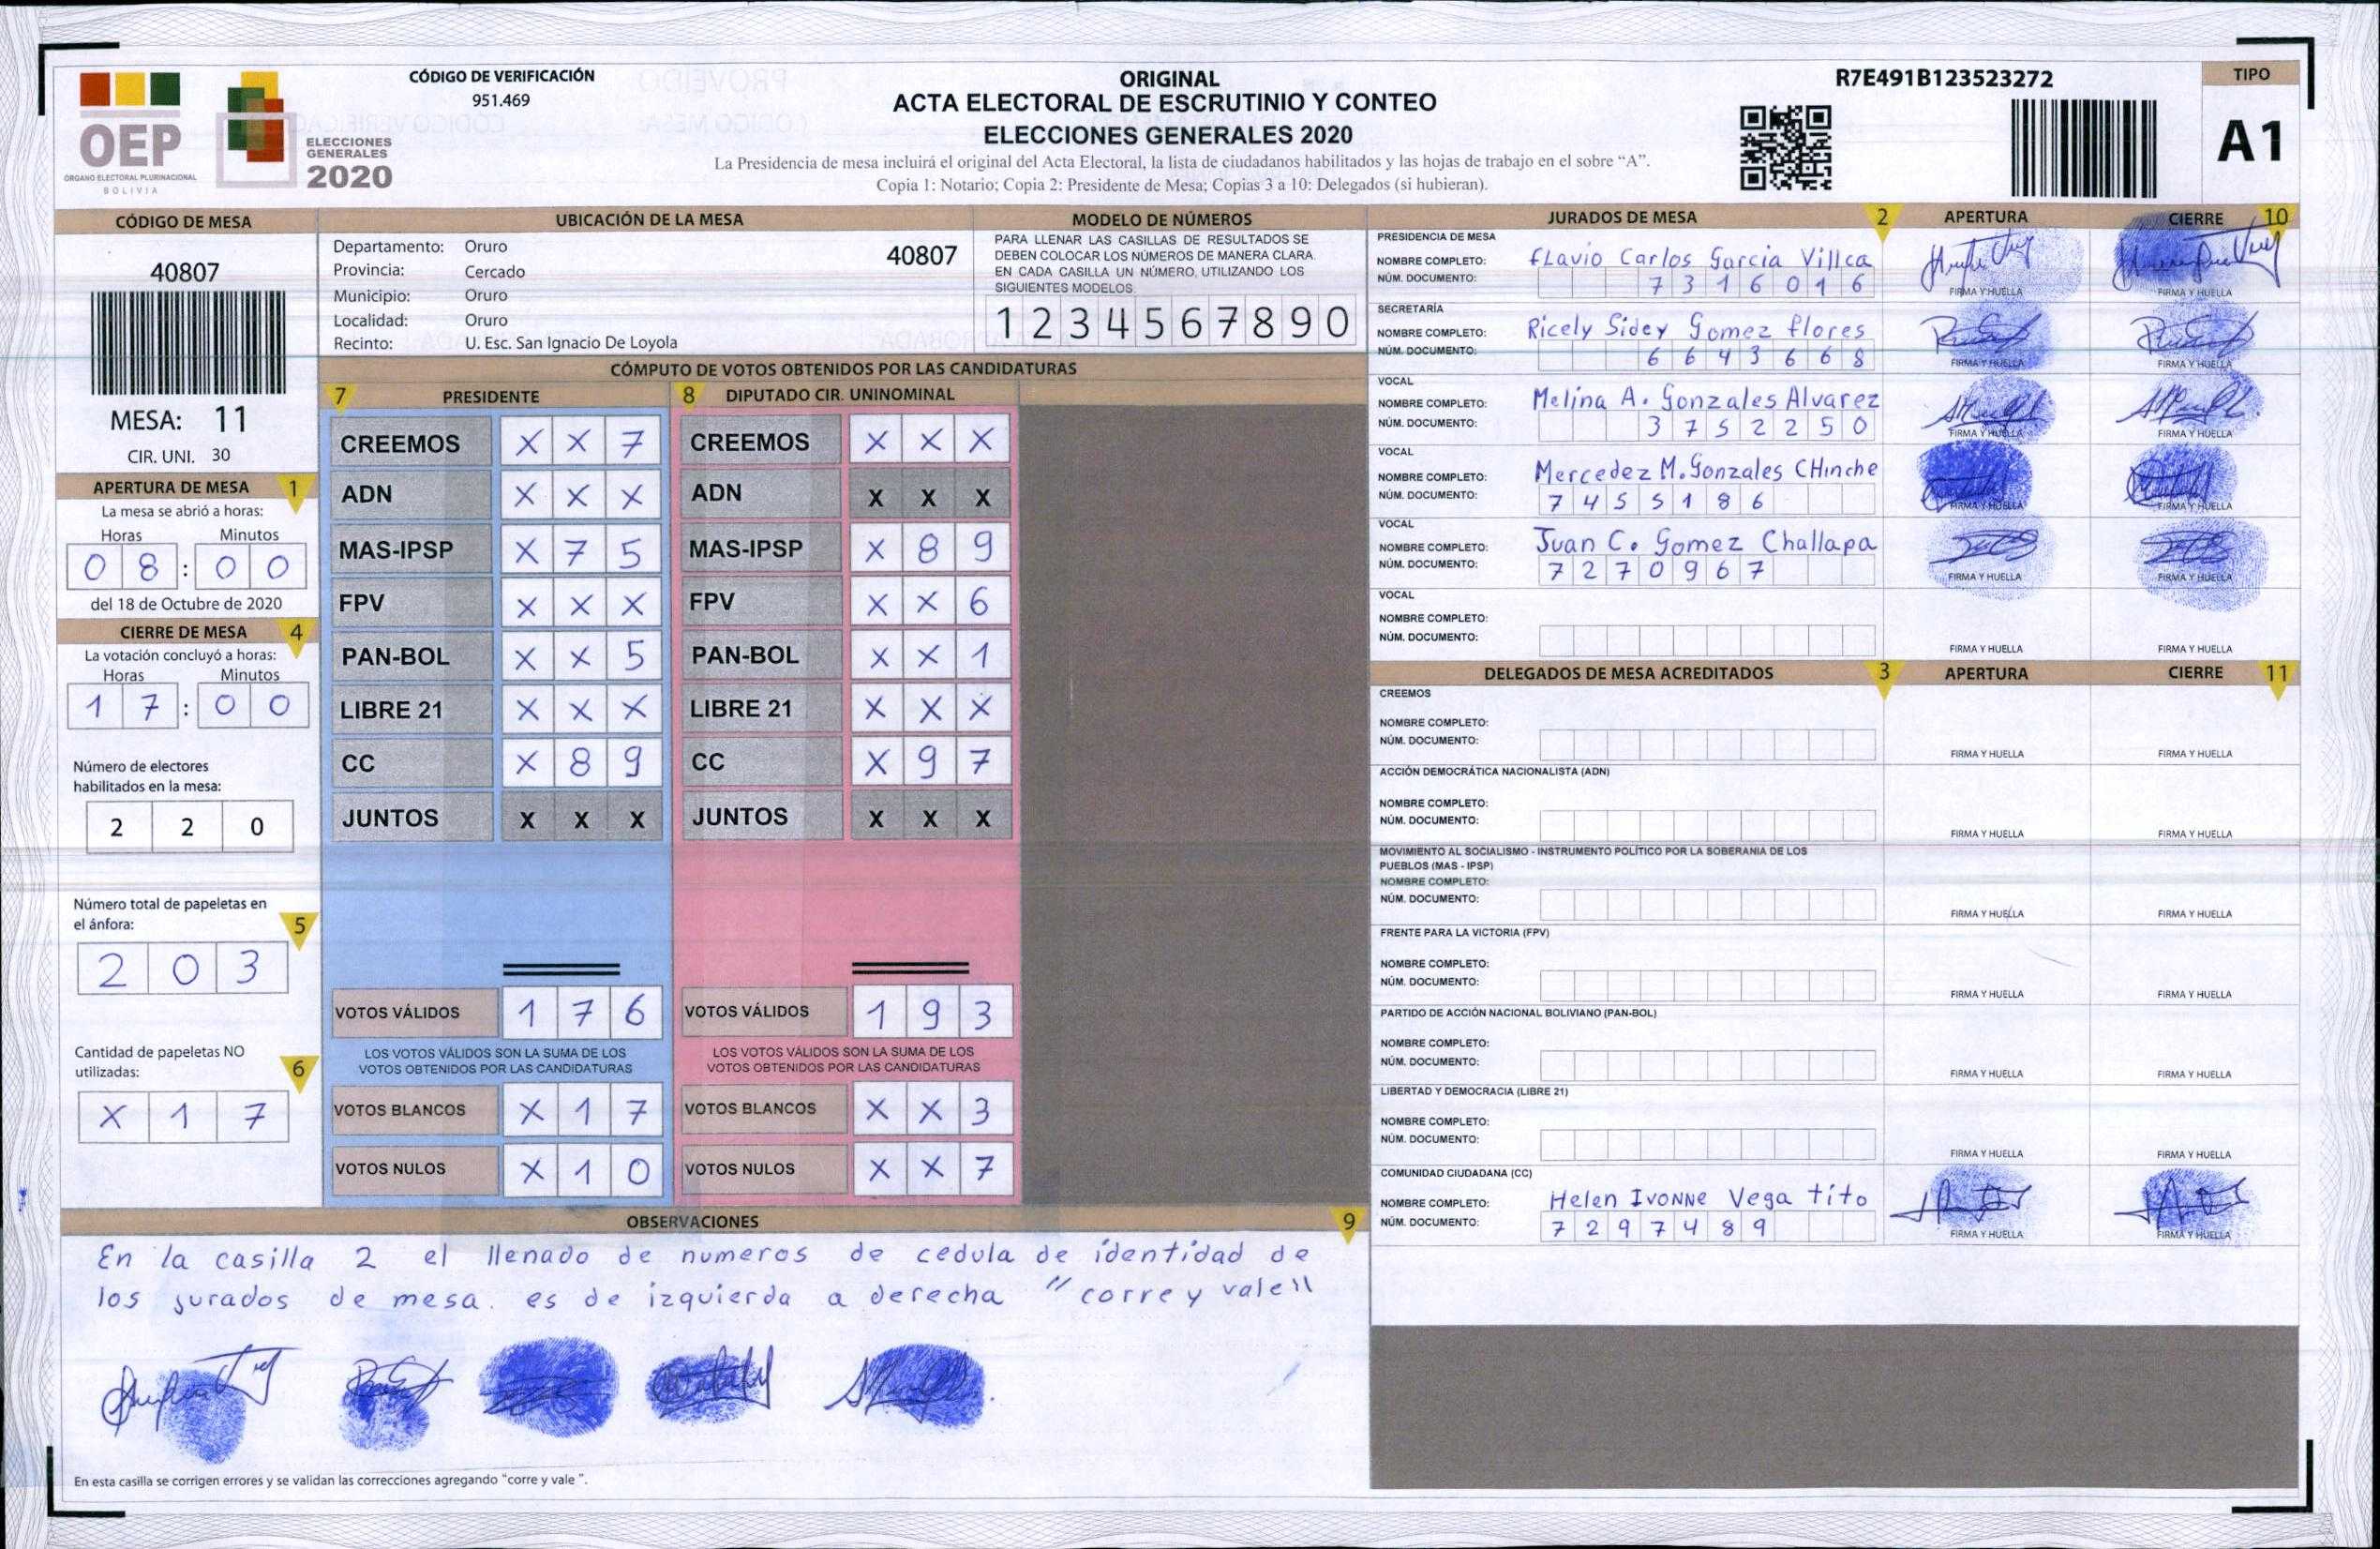 OEP
ÓRGANO ELECTORAL PLURINACIONAL
BOLIVIA
ELECCIONES
GENERALES
2020
CÓDIGO DE VERIFICACIÓN
951.469
ORIGINAL
ACTA ELECTORAL DE ESCRUTINIO Y CONTEO
ELECCIONES GENERALES 2020
La Presidencia de mesa incluirá el original del Acta Electoral, la lista de ciudadanos habilitados y las hojas de trabajo en el sobre “A”.
Copia 1: Notario; Copia 2: Presidente de Mesa; Copias 3 a 10: Delegados (si hubieran).
R7E491B123523272
TIPO
A1
CÓDIGO DE MESA
40807
MESA: 11
CIR. UNI. 30
APERTURA DE MESA 1
La mesa se abrió a horas:
Horas Minutos
0 8 : 0 0
del 18 de Octubre de 2020
CIERRE DE MESA 4
La votación concluyó a horas:
Horas Minutos
1 7 : 0 0
Número de electores
habilitados en la mesa:
2 2 0
Número total de papeletas en
el ánfora: 5
2 0 3
Cantidad de papeletas NO
utilizadas: 6
X 1 7
UBICACIÓN DE LA MESA
Departamento: Oruro 40807
Provincia: Cercado
Municipio: Oruro
Localidad: Oruro
Recinto: U. Esc. San Ignacio De Loyola
MODELO DE NÚMEROS
PARA LLENAR LAS CASILLAS DE RESULTADOS SE
DEBEN COLOCAR LOS NÚMEROS DE MANERA CLARA.
EN CADA CASILLA UN NÚMERO, UTILIZANDO LOS
SIGUIENTES MODELOS.
1 2 3 4 5 6 7 8 9 0
CÓMPUTO DE VOTOS OBTENIDOS POR LAS CANDIDATURAS
7 PRESIDENTE 8 DIPUTADO CIR. UNINOMINAL
CREEMOS X X 7 CREEMOS X X X
ADN X X X ADN X X X
MAS-IPSP X 7 5 MAS-IPSP X 8 9
FPV X X X FPV X X 6
PAN-BOL X X 5 PAN-BOL X X 1
LIBRE 21 X X X LIBRE 21 X X X
CC X 8 9 CC X 9 7
JUNTOS X X X JUNTOS X X X
VOTOS VÁLIDOS 1 7 6 VOTOS VÁLIDOS 1 9 3
LOS VOTOS VÁLIDOS SON LA SUMA DE LOS LOS VOTOS VÁLIDOS SON LA SUMA DE LOS
VOTOS OBTENIDOS POR LAS CANDIDATURAS VOTOS OBTENIDOS POR LAS CANDIDATURAS
VOTOS BLANCOS X 1 7 VOTOS BLANCOS X X 3
VOTOS NULOS X 1 0 VOTOS NULOS X X 7
OBSERVACIONES 9
En la casilla 2 el llenado de numeros de cedula de identidad de
los jurados de mesa. es de izquierda a derecha "corre y vale"
En esta casilla se corrigen errores y se validan las correcciones agregando “corre y vale ”.
JURADOS DE MESA 2 APERTURA CIERRE 10
PRESIDENCIA DE MESA
NOMBRE COMPLETO: fLavio Carlos Garcia Villca
NÚM. DOCUMENTO: 7 3 1 6 0 1 6
FIRMA Y HUELLA FIRMA Y HUELLA
SECRETARÍA
NOMBRE COMPLETO: Ricely Sidey Gomez flores
NÚM. DOCUMENTO: 6 6 4 3 6 6 8
FIRMA Y HUELLA FIRMA Y HUELLA
VOCAL
NOMBRE COMPLETO: Melina A. Gonzales Alvarez
NÚM. DOCUMENTO: 3 7 5 2 2 5 0
FIRMA Y HUELLA FIRMA Y HUELLA
VOCAL
NOMBRE COMPLETO: Mercedez M. Gonzales CHinche
NÚM. DOCUMENTO: 7 4 5 5 1 8 6
FIRMA Y HUELLA FIRMA Y HUELLA
VOCAL
NOMBRE COMPLETO: Juan C. Gomez Challapa
NÚM. DOCUMENTO: 7 2 7 0 9 6 7
FIRMA Y HUELLA FIRMA Y HUELLA
VOCAL
NOMBRE COMPLETO:
NÚM. DOCUMENTO:
FIRMA Y HUELLA FIRMA Y HUELLA
DELEGADOS DE MESA ACREDITADOS 3 APERTURA CIERRE 11
CREEMOS
NOMBRE COMPLETO:
NÚM. DOCUMENTO:
FIRMA Y HUELLA FIRMA Y HUELLA
ACCIÓN DEMOCRÁTICA NACIONALISTA (ADN)
NOMBRE COMPLETO:
NÚM. DOCUMENTO:
FIRMA Y HUELLA FIRMA Y HUELLA
MOVIMIENTO AL SOCIALISMO - INSTRUMENTO POLÍTICO POR LA SOBERANIA DE LOS
PUEBLOS (MAS - IPSP)
NOMBRE COMPLETO:
NÚM. DOCUMENTO:
FIRMA Y HUELLA FIRMA Y HUELLA
FRENTE PARA LA VICTORIA (FPV)
NOMBRE COMPLETO:
NÚM. DOCUMENTO:
FIRMA Y HUELLA FIRMA Y HUELLA
PARTIDO DE ACCIÓN NACIONAL BOLIVIANO (PAN-BOL)
NOMBRE COMPLETO:
NÚM. DOCUMENTO:
FIRMA Y HUELLA FIRMA Y HUELLA
LIBERTAD Y DEMOCRACIA (LIBRE 21)
NOMBRE COMPLETO:
NÚM. DOCUMENTO:
FIRMA Y HUELLA FIRMA Y HUELLA
COMUNIDAD CIUDADANA (CC)
NOMBRE COMPLETO: Helen IvonNe Vega tito
NÚM. DOCUMENTO: 7 2 9 7 4 8 9
FIRMA Y HUELLA FIRMA Y HUELLA